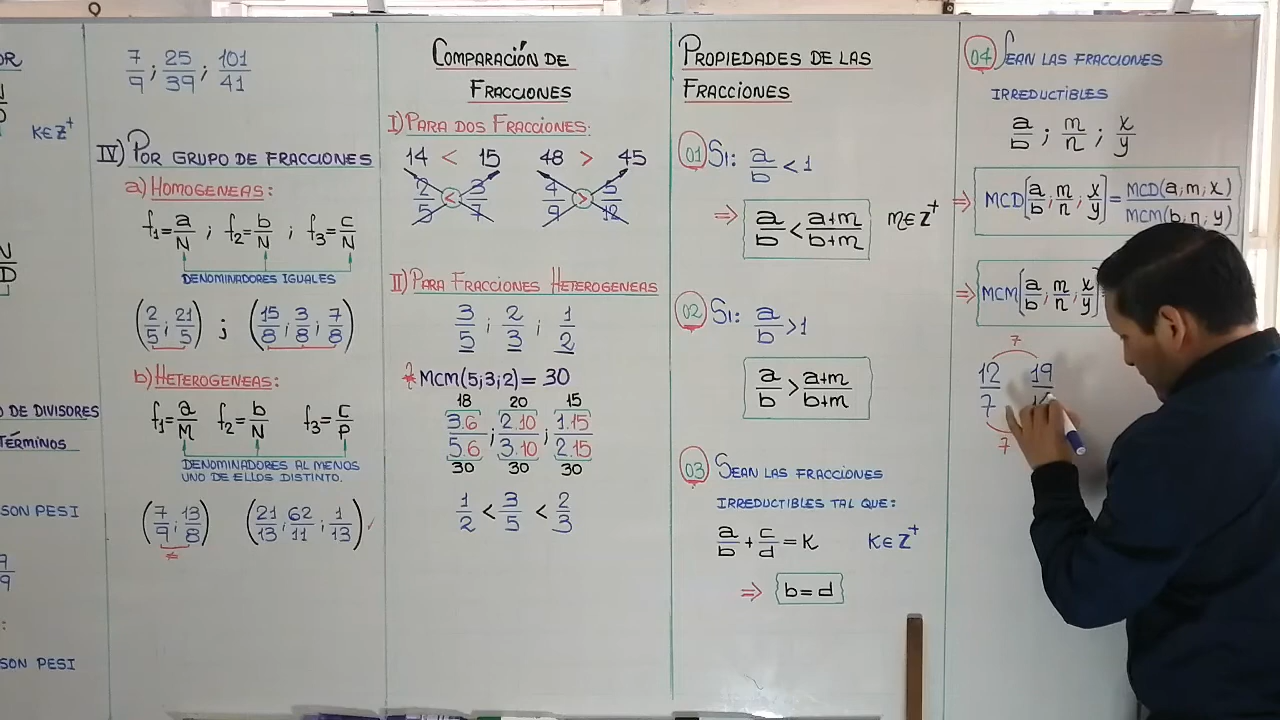 OR
N
D
K∈Z⁺
N
D
O DE DIVISORES
TÉRMINOS
SON PESI
9
9
:
SON PESI
7/9 ; 25/39 ; 101/41
IV) POR GRUPO DE FRACCIONES
a) HOMOGENEAS:
f₁=a/N ; f₂=b/N ; f₃=c/N
DENOMINADORES IGUALES
(2/5 ; 21/5) ; (15/8 ; 3/8 ; 7/8)
b) HETEROGENEAS:
f₁=a/M f₂=b/N f₃=c/P
DENOMINADORES AL MENOS
UNO DE ELLOS DISTINTO.
(7/9 ; 13/8) (21/13 ; 62/11 ; 1/13)
≠
COMPARACIÓN DE
FRACCIONES
I) PARA DOS FRACCIONES:
14 < 15 48 > 45
2/5 < 3/7 4/9 > 5/12
II) PARA FRACCIONES HETEROGENEAS
3/5 ; 2/3 ; 1/2
* MCM(5;3;2)= 30
18 20 15
3.6/5.6 ; 2.10/3.10 ; 1.15/2.15
30 30 30
1/2 < 3/5 < 2/3
PROPIEDADES DE LAS
FRACCIONES
01 SI: a/b < 1
⇒ a/b < a+m/b+m m∈Z⁺
02 SI: a/b > 1
a/b > a+m/b+m
03 SEAN LAS FRACCIONES
IRREDUCTIBLES TAL QUE:
a/b + c/d = K K∈Z⁺
⇒ b = d
04 SEAN LAS FRACCIONES
IRREDUCTIBLES
a/b ; m/n ; x/y
⇒ MCD[a/b ; m/n ; x/y] = MCD(a;m;x)/MCM(b;n;y)
⇒ MCM[a/b ; m/n ; x/y]
7
12 19
7 1
7